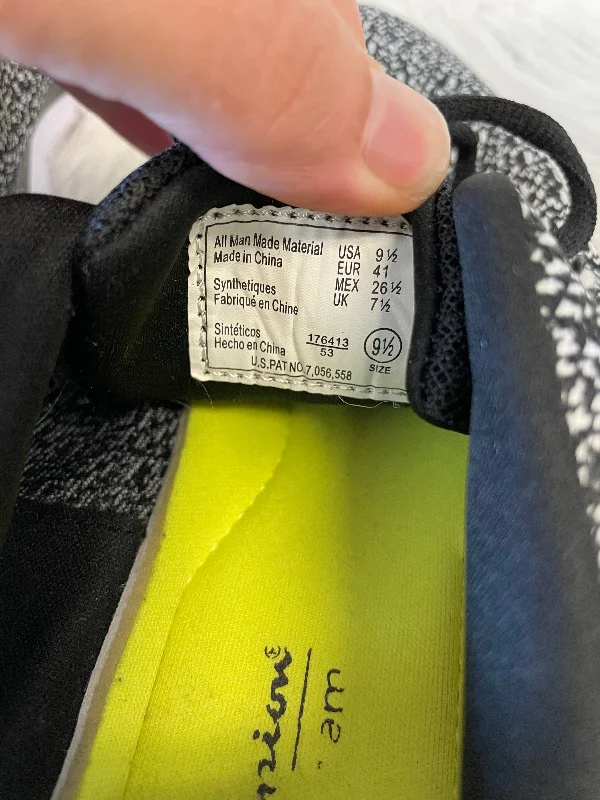 All Man Made Material
Made in China
Synthetiques
Fabriqué en Chine
Sintéticos
Hecho en China
USA 9½
EUR 41
MEX 26½
UK 7½
176413
53
9½
SIZE
U.S.PAT NO.7,056,558